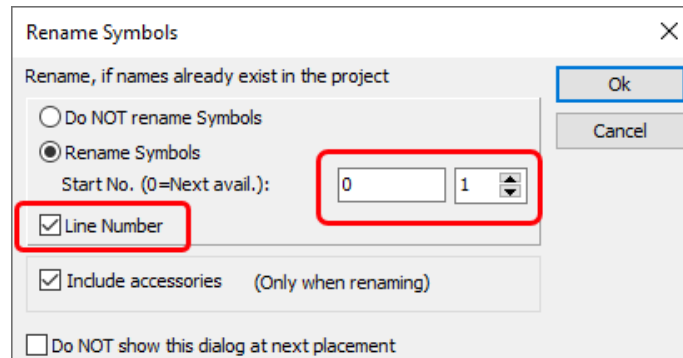 Rename Symbols
Rename, if names already exist in the project
Ok
Do NOT rename Symbols
Cancel
Rename Symbols
Start No. (0=Next avail.): 0 1
Line Number
Include accessories (Only when renaming)
Do NOT show this dialog at next placement